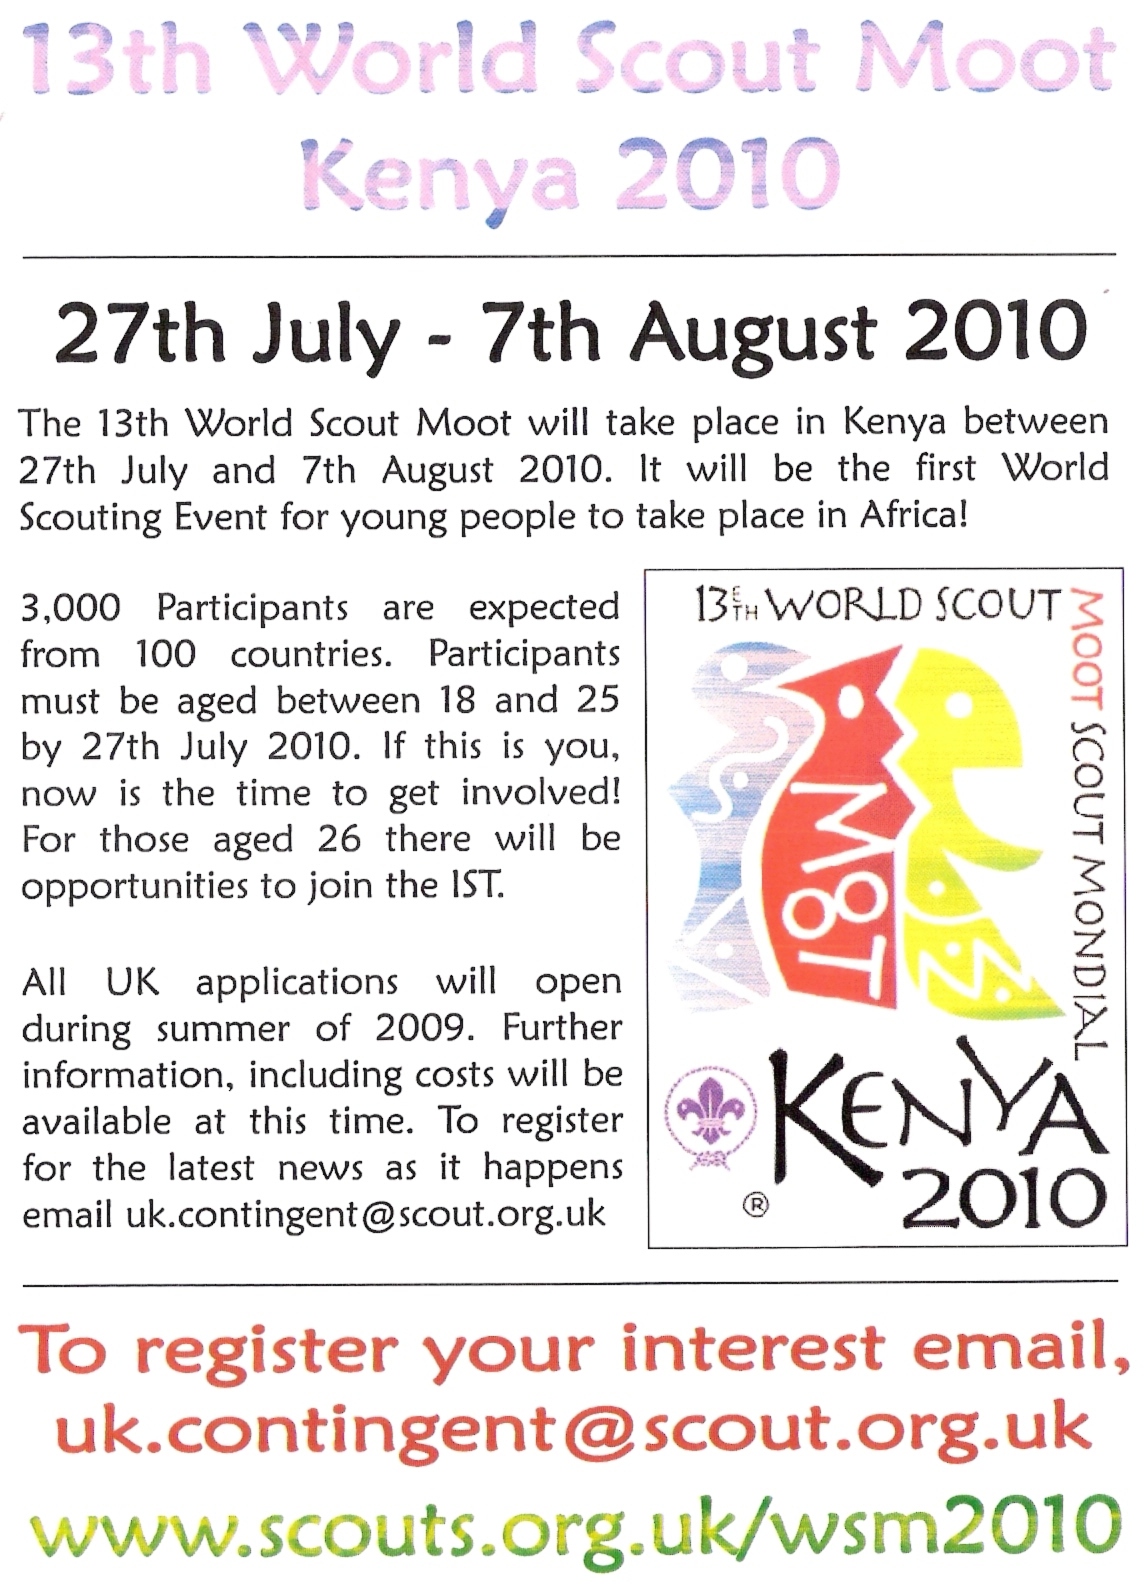 13th World Scout Moot
Kenya 2010
27th July - 7th August 2010
The 13th World Scout Moot will take place in Kenya between
27th July and 7th August 2010. It will be the first World
Scouting Event for young people to take place in Africa!
3,000 Participants are expected
from 100 countries. Participants
must be aged between 18 and 25
by 27th July 2010. If this is you,
now is the time to get involved!
For those aged 26 there will be
opportunities to join the IST.
All UK applications will open
during summer of 2009. Further
information, including costs will be
available at this time. To register
for the latest news as it happens
email uk.contingent@scout.org.uk
13E TH WORLD SCOUT
MOOT SCOUT MONDIAL
MOOT
KENYA
2010
®
To register your interest email,
uk.contingent@scout.org.uk
www.scouts.org.uk/wsm2010